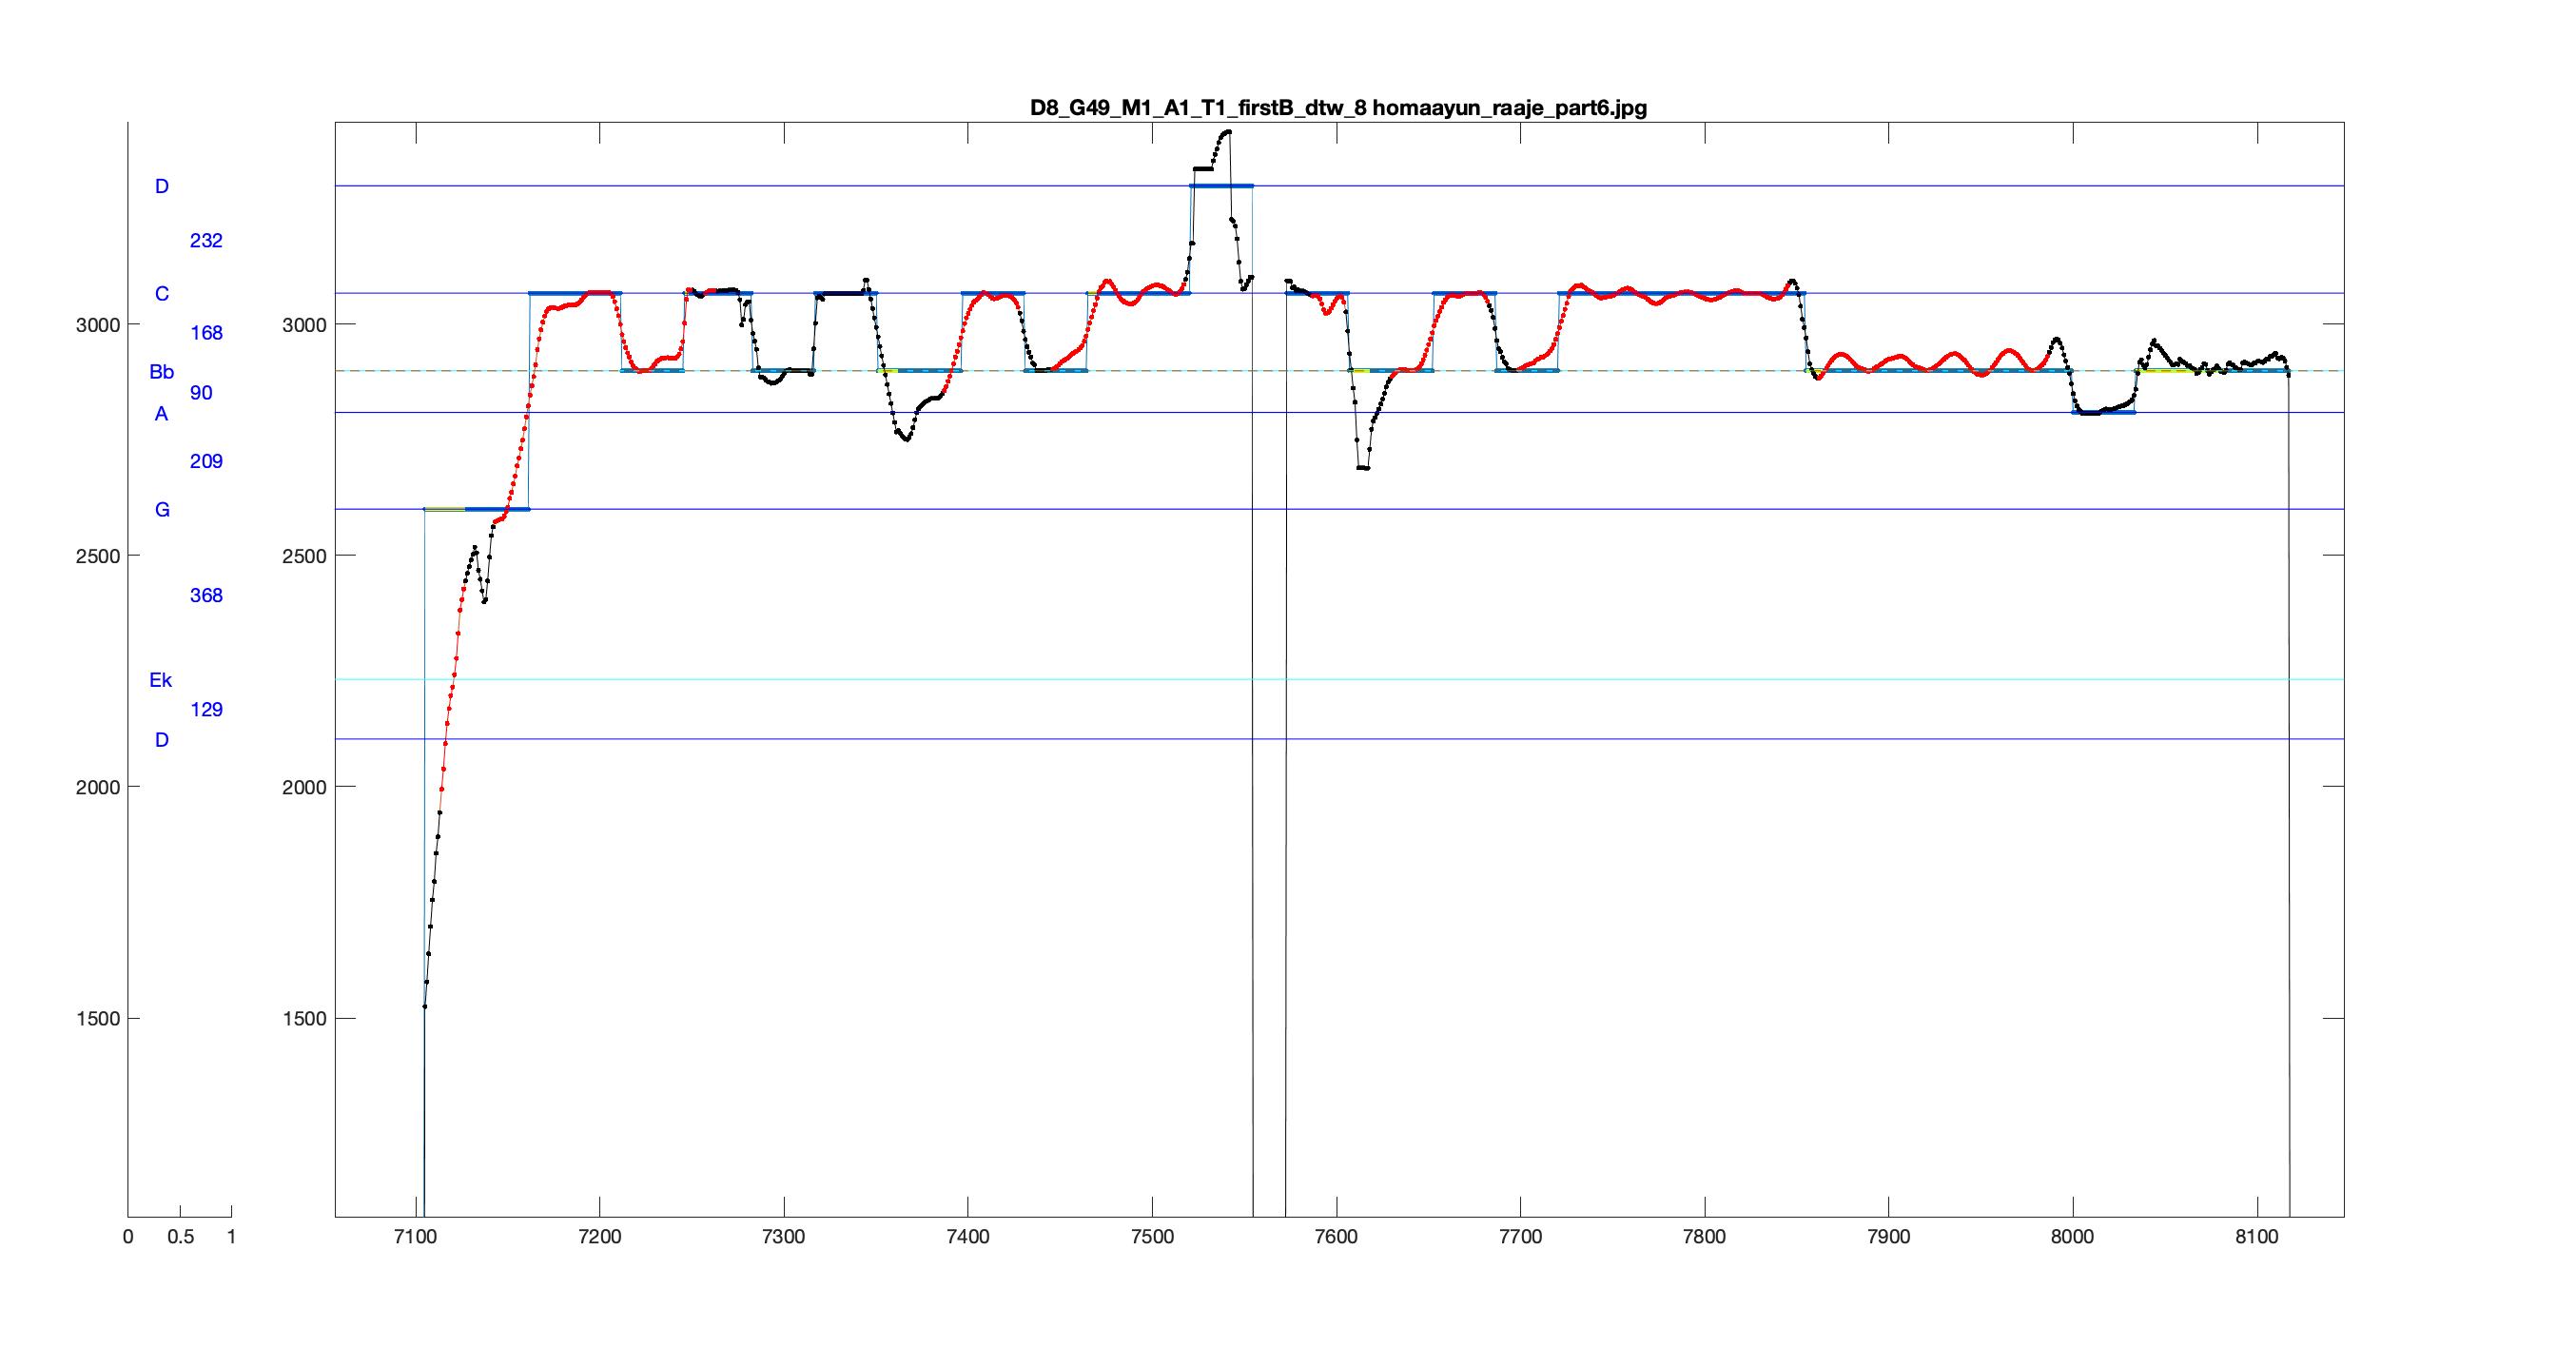 D8_G49_M1_A1_T1_firstB_dtw_8 homaayun_raaje_part6.jpg
D
232
C
3000 3000
168
Bb
90
A
209
G
2500 2500
368
Ek
129
D
2000 2000
1500 1500
0 0.5 1 7100 7200 7300 7400 7500 7600 7700 7800 7900 8000 8100